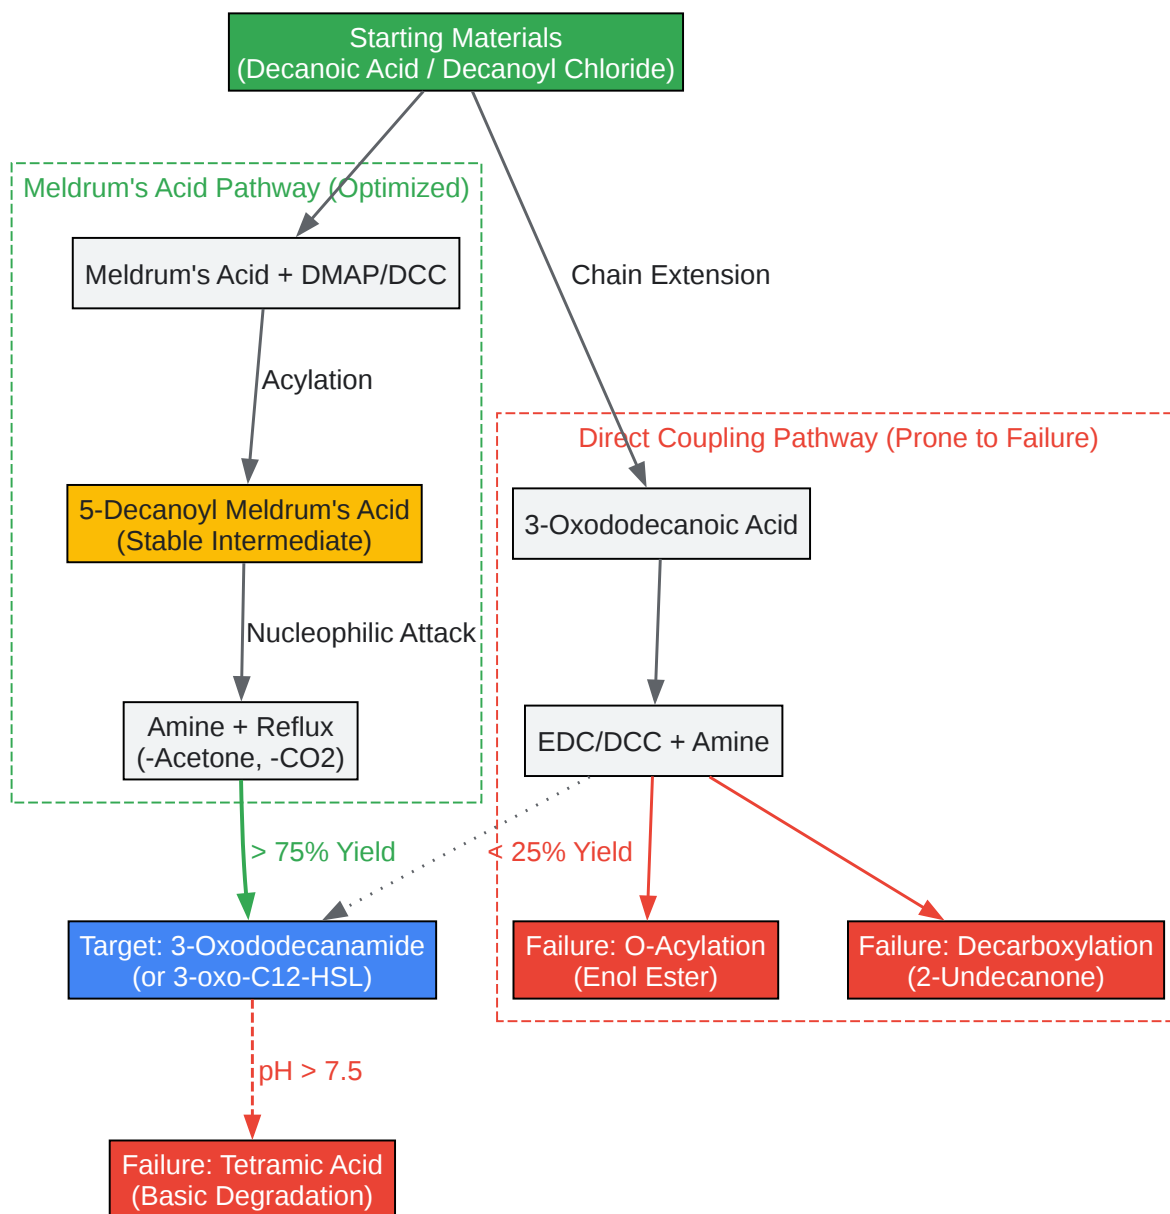 Starting Materials
(Decanoic Acid / Decanoyl Chloride)
Meldrum's Acid Pathway (Optimized)
Meldrum's Acid + DMAP/DCC
Chain Extension
Acylation
Direct Coupling Pathway (Prone to Failure)
5-Decanoyl Meldrum's Acid
(Stable Intermediate)
3-Oxododecanoic Acid
Nucleophilic Attack
Amine + Reflux
(-Acetone, -CO2)
EDC/DCC + Amine
> 75% Yield
< 25% Yield
Target: 3-Oxododecanamide
(or 3-oxo-C12-HSL)
Failure: O-Acylation
(Enol Ester)
Failure: Decarboxylation
(2-Undecanone)
pH > 7.5
Failure: Tetramic Acid
(Basic Degradation)